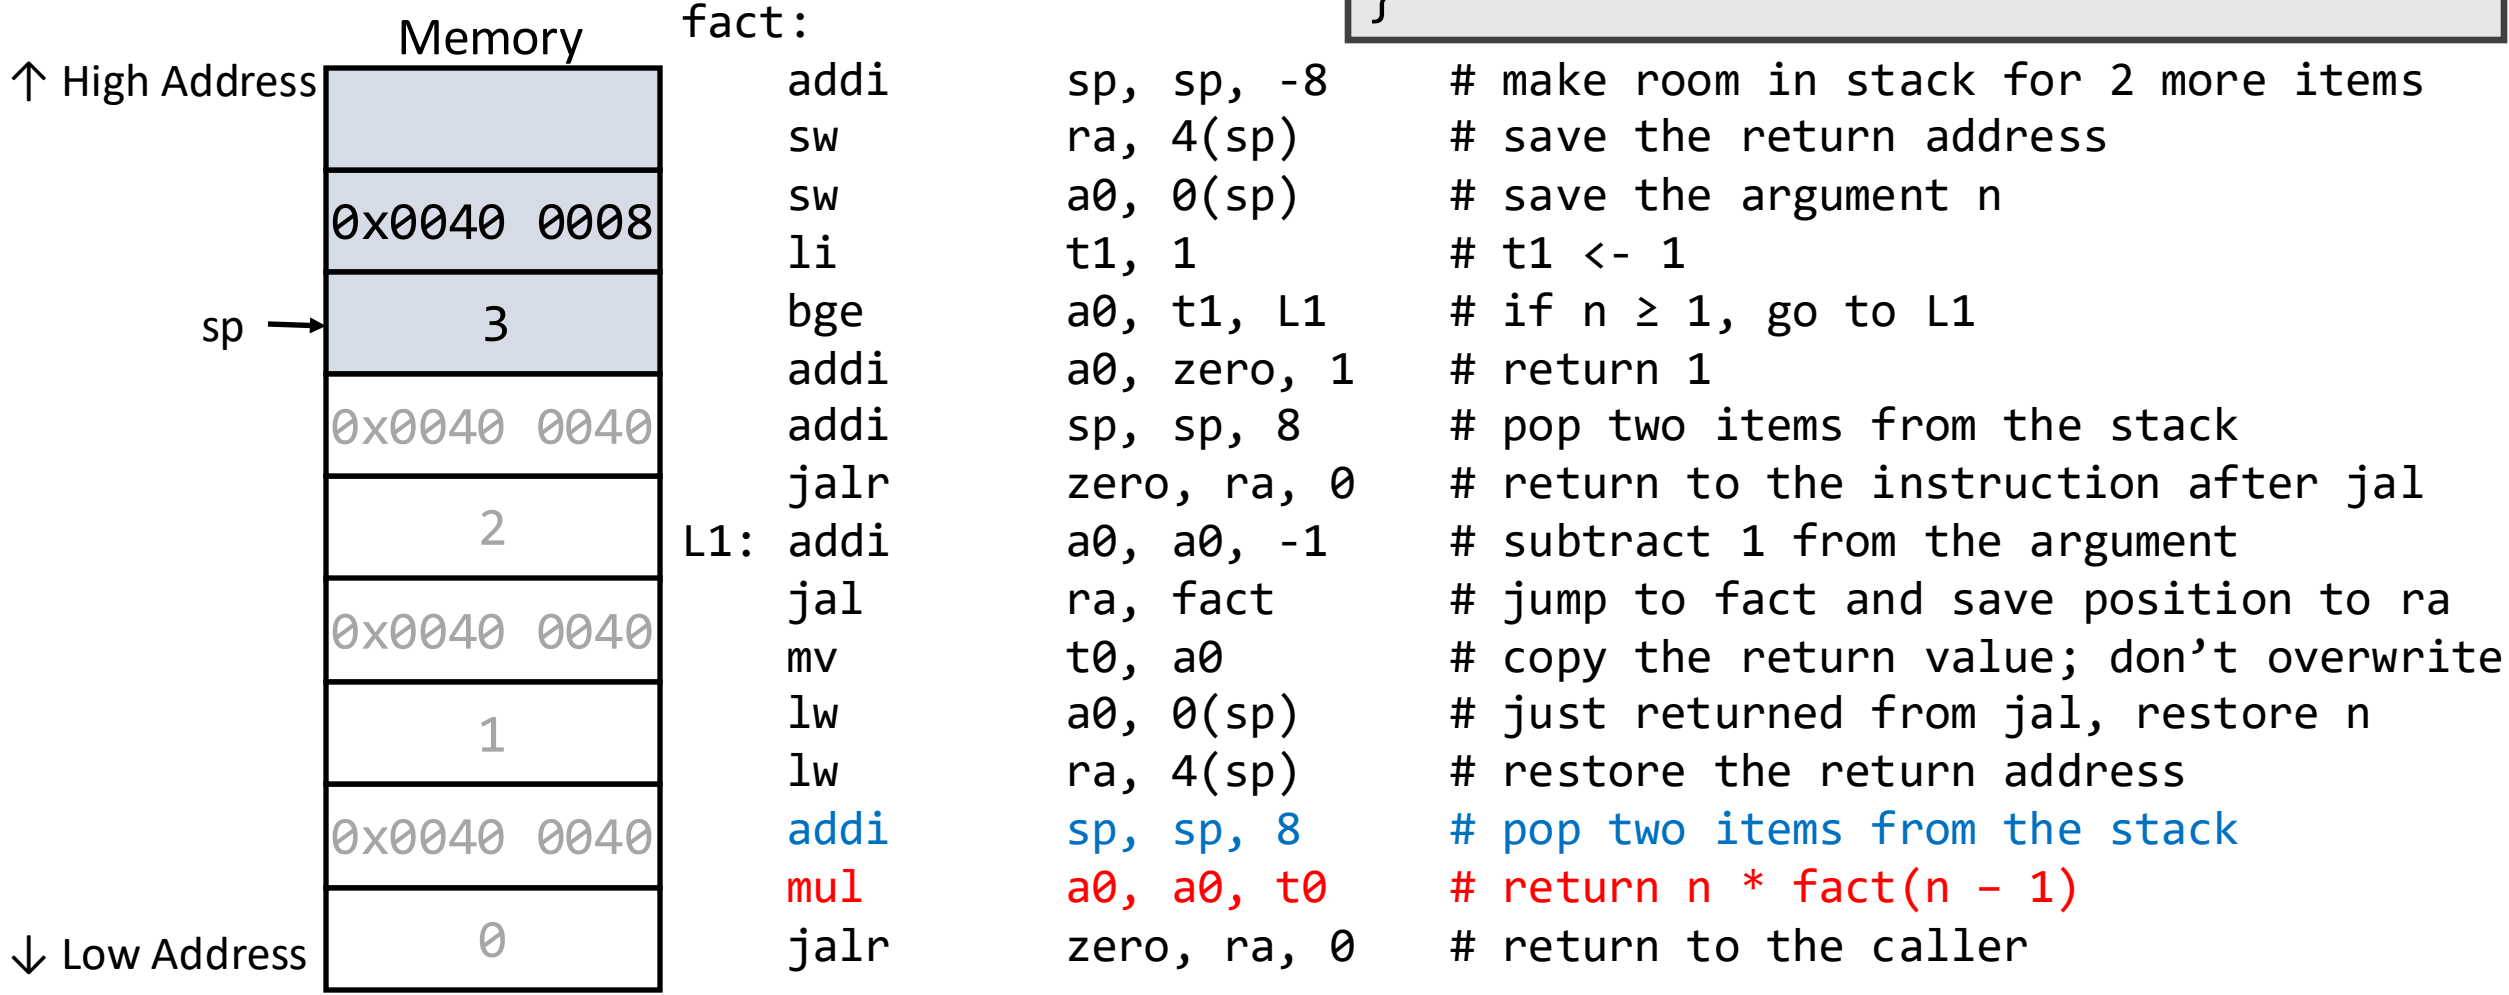 }
Memory
↑ High Address
0x0040 0008
sp
3
0x0040 0040
2
0x0040 0040
1
0x0040 0040
0
↓ Low Address
fact:
addi sp, sp, -8 # make room in stack for 2 more items
sw ra, 4(sp) # save the return address
sw a0, 0(sp) # save the argument n
li t1, 1 # t1 <- 1
bge a0, t1, L1 # if n ≥ 1, go to L1
addi a0, zero, 1 # return 1
addi sp, sp, 8 # pop two items from the stack
jalr zero, ra, 0 # return to the instruction after jal
L1: addi a0, a0, -1 # subtract 1 from the argument
jal ra, fact # jump to fact and save position to ra
mv t0, a0 # copy the return value; don’t overwrite
lw a0, 0(sp) # just returned from jal, restore n
lw ra, 4(sp) # restore the return address
addi sp, sp, 8 # pop two items from the stack
mul a0, a0, t0 # return n * fact(n – 1)
jalr zero, ra, 0 # return to the caller